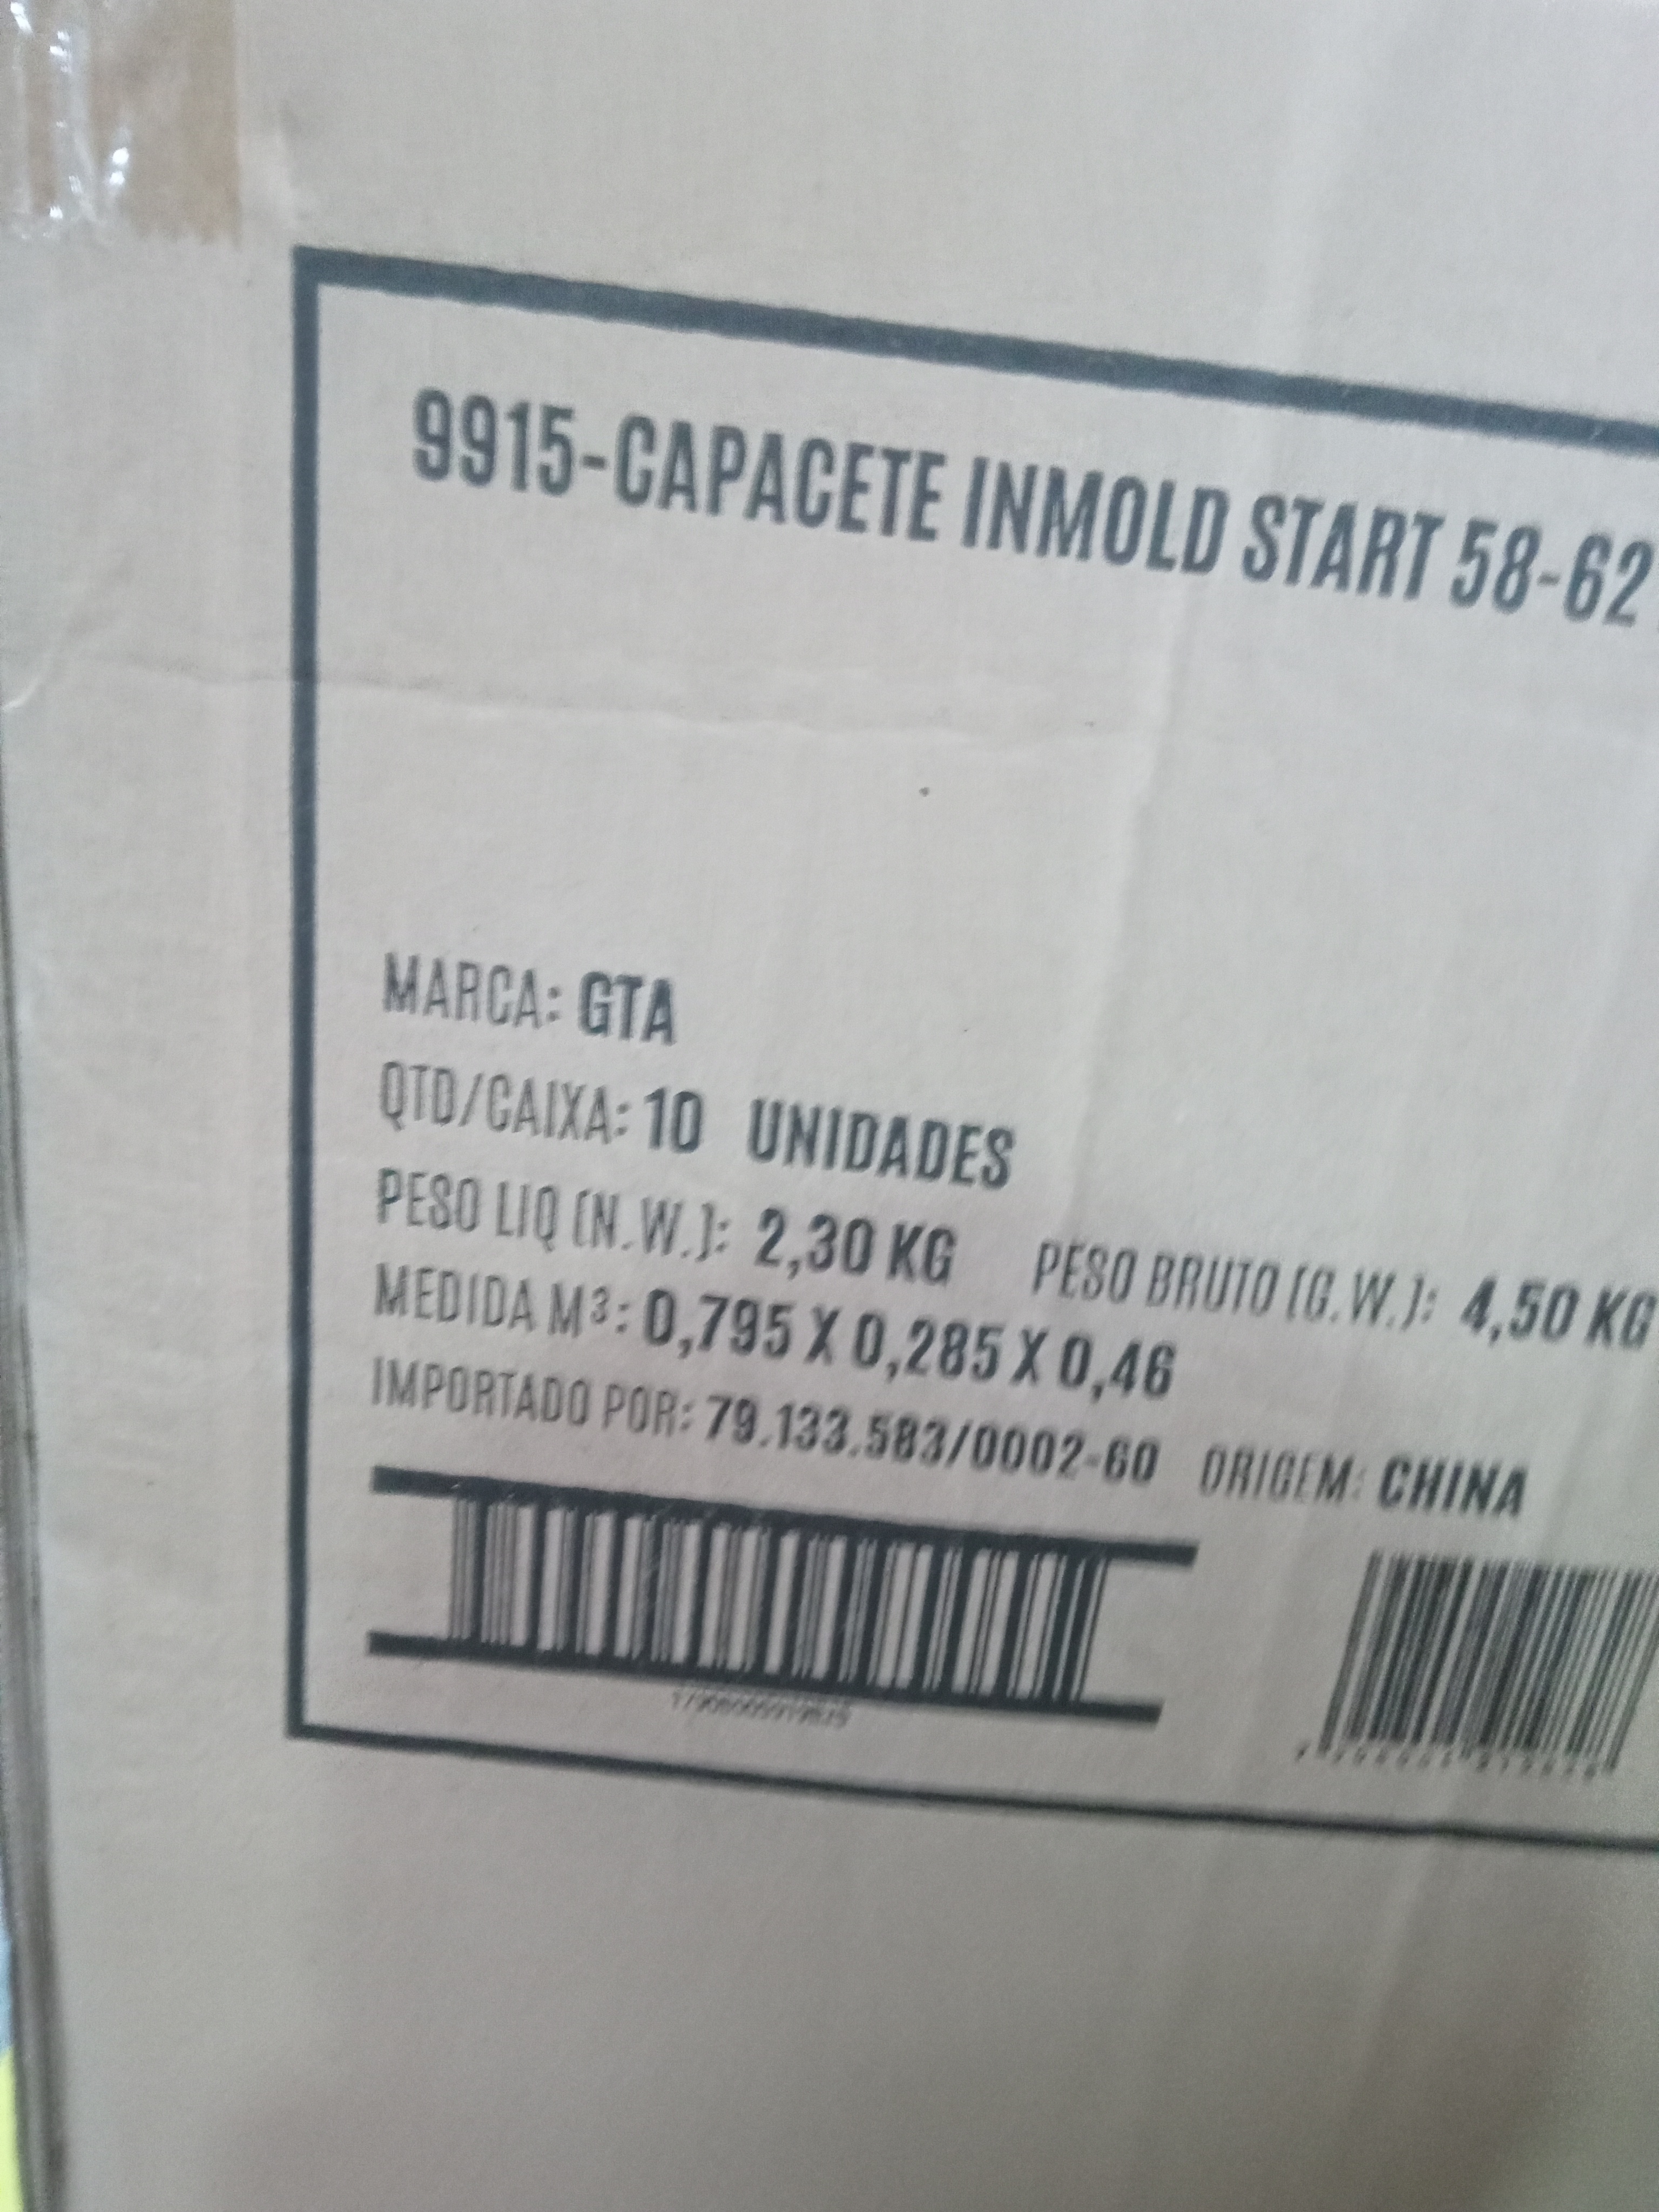 9915-CAPACETE INMOLD START 58-62
MARCA: GTA
QTD/CAIXA: 10 UNIDADES
PESO LIQ (N.W.): 2,30 KG PESO BRUTO (G.W.): 4,50 KG
MEDIDA M³: 0,795 X 0,285 X 0,46
IMPORTADO POR: 79.133.583/0002-60 ORIGEM: CHINA